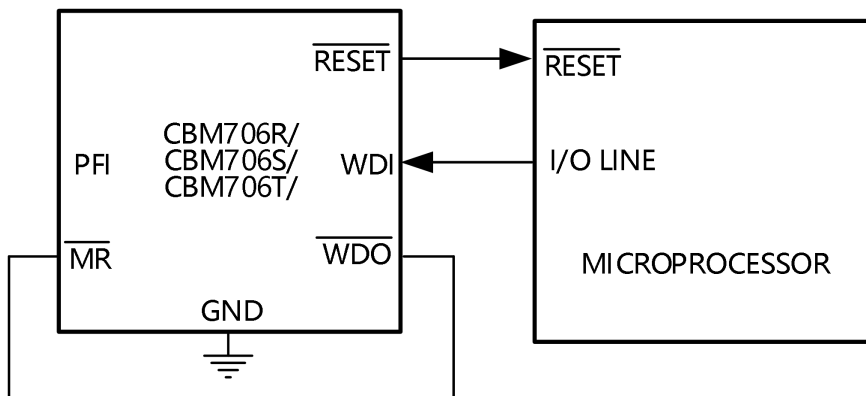 RESET
RESET
CBM706R/
CBM706S/
CBM706T/
PFI
WDI
I/O LINE
MR
WDO
MICROPROCESSOR
GND